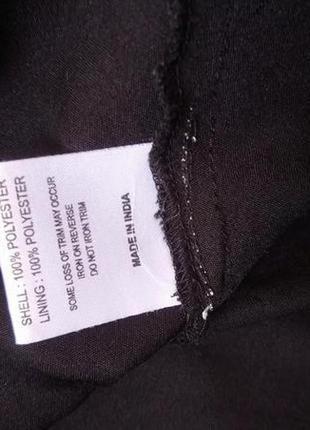 SHELL : 100% POLYESTER
LINING : 100% POLYESTER
SOME LOSS OF TRIM MAY OCCUR
IRON ON REVERSE
DO NOT IRON TRIM
MADE IN INDIA